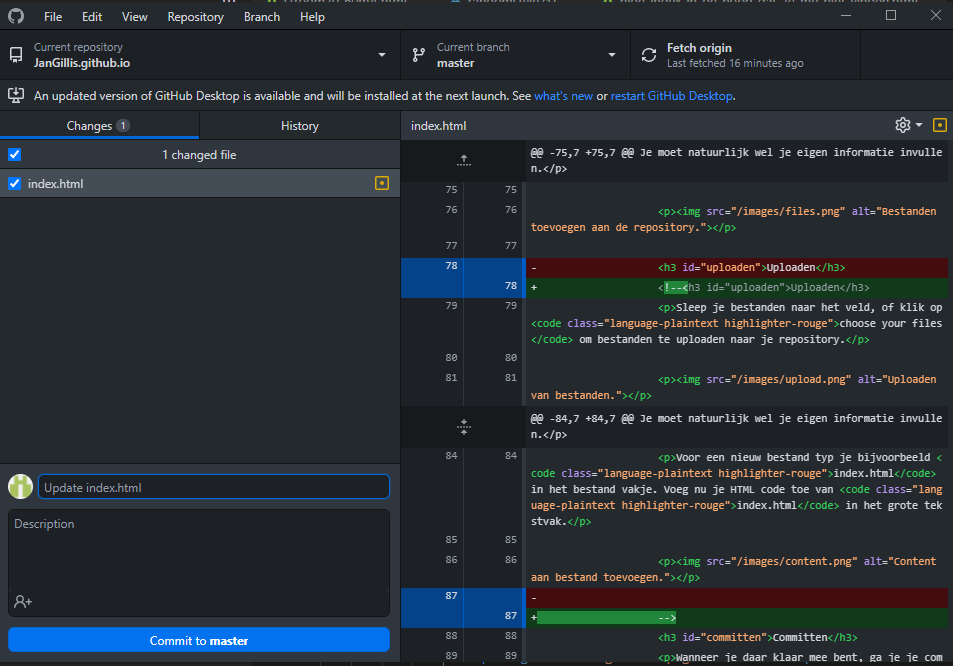 File Edit View Repository Branch Help
Current repository
JanGillis.github.io
Current branch
master
Fetch origin
Last fetched 16 minutes ago
An updated version of GitHub Desktop is available and will be installed at the next launch. See what's new or restart GitHub Desktop.
Changes 1
History
1 changed file
index.html
Update index.html
Description
Commit to master
index.html
@@ -75,7 +75,7 @@ Je moet natuurlijk wel je eigen informatie invulle
n.</p>
75 75
76 76 <p><img src="/images/files.png" alt="Bestanden
toevoegen aan de repository."></p>
77 77
78 - <h3 id="uploaden">Uploaden</h3>
78 + <!--<h3 id="uploaden">Uploaden</h3>
79 79 <p>Sleep je bestanden naar het veld, of klik op
<code class="language-plaintext highlighter-rouge">choose your files
</code> om bestanden te uploaden naar je repository.</p>
80 80
81 81 <p><img src="/images/upload.png" alt="Uploaden
van bestanden."></p>
@@ -84,7 +84,7 @@ Je moet natuurlijk wel je eigen informatie invulle
n.</p>
84 84 <p>Voor een nieuw bestand typ je bijvoorbeeld <
code class="language-plaintext highlighter-rouge">index.html</code>
in het bestand vakje. Voeg nu je HTML code toe van <code class="lang
uage-plaintext highlighter-rouge">index.html</code> in het grote tek
stvak.</p>
85 85
86 86 <p><img src="/images/content.png" alt="Content
aan bestand toevoegen."></p>
87 -
87 + -->
88 88 <h3 id="committen">Committen</h3>
89 89 <p>Wanneer je daar klaar mee bent, ga je je com